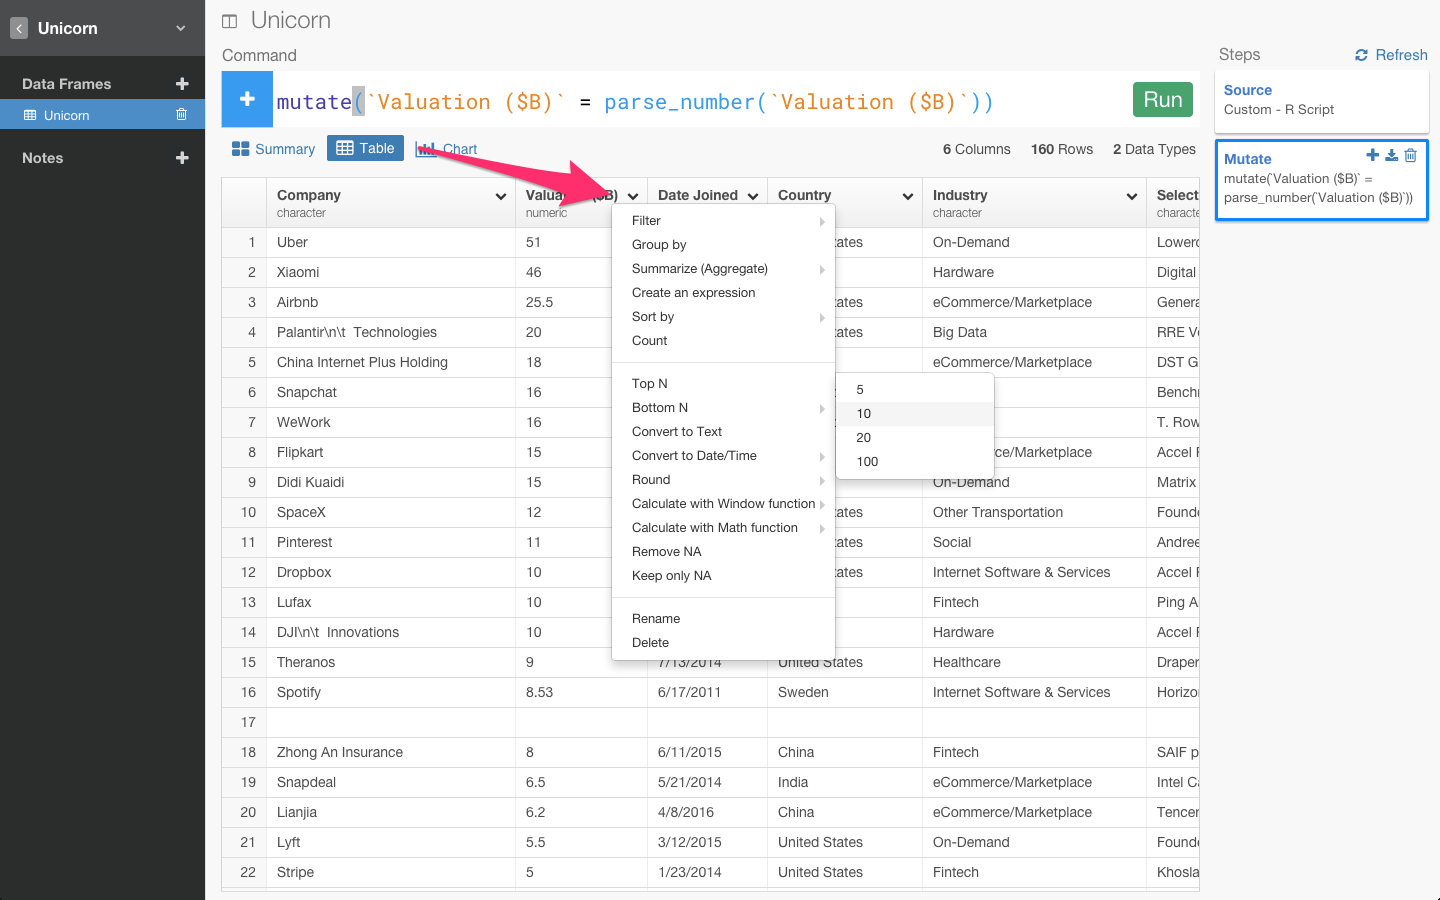 Unicorn
Data Frames
Unicorn
Notes
Unicorn
Command
mutate(`Valuation ($B)` = parse_number(`Valuation ($B)`))
Run
Summary Table Chart
6 Columns 160 Rows 2 Data Types
Company Valua ($B) Date Joined Country Industry Select
character numeric character characte
1 Uber 51 ates On-Demand Lowerc
2 Xiaomi 46 Hardware Digital
3 Airbnb 25.5 ates eCommerce/Marketplace Genera
4 Palantir\n\t Technologies 20 ates Big Data RRE Ve
5 China Internet Plus Holding 18 eCommerce/Marketplace DST G
6 Snapchat 16 Benchr
7 WeWork 16 T. Row
8 Flipkart 15 ce/Marketplace Accel F
9 Didi Kuaidi 15 On-Demand Matrix
10 SpaceX 12 ates Other Transportation Founde
11 Pinterest 11 ates Social Andree
12 Dropbox 10 ates Internet Software & Services Accel F
13 Lufax 10 Fintech Ping A
14 DJI\n\t Innovations 10 Hardware Accel F
15 Theranos 9 7/13/2014 United States Healthcare Draper
16 Spotify 8.53 6/17/2011 Sweden Internet Software & Services Horizo
17
18 Zhong An Insurance 8 6/11/2015 China Fintech SAIF p
19 Snapdeal 6.5 5/21/2014 India eCommerce/Marketplace Intel Ca
20 Lianjia 6.2 4/8/2016 China eCommerce/Marketplace Tencer
21 Lyft 5.5 3/12/2015 United States On-Demand Founde
22 Stripe 5 1/23/2014 United States Fintech Khosla
Filter
Group by
Summarize (Aggregate)
Create an expression
Sort by
Count
Top N
Bottom N
Convert to Text
Convert to Date/Time
Round
Calculate with Window function
Calculate with Math function
Remove NA
Keep only NA
Rename
Delete
5
10
20
100
Steps Refresh
Source
Custom - R Script
Mutate
mutate(`Valuation ($B)` =
parse_number(`Valuation ($B)`))